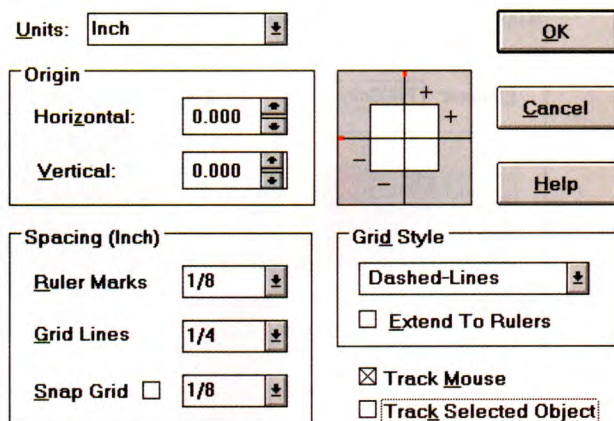 Units: Inch
OK
Origin
Horizontal: 0.000
Vertical: 0.000
+
+
−
−
Cancel
Help
Spacing (Inch)
Ruler Marks 1/8
Grid Lines 1/4
Snap Grid 1/8
Grid Style
Dashed-Lines
Extend To Rulers
Track Mouse
Track Selected Object